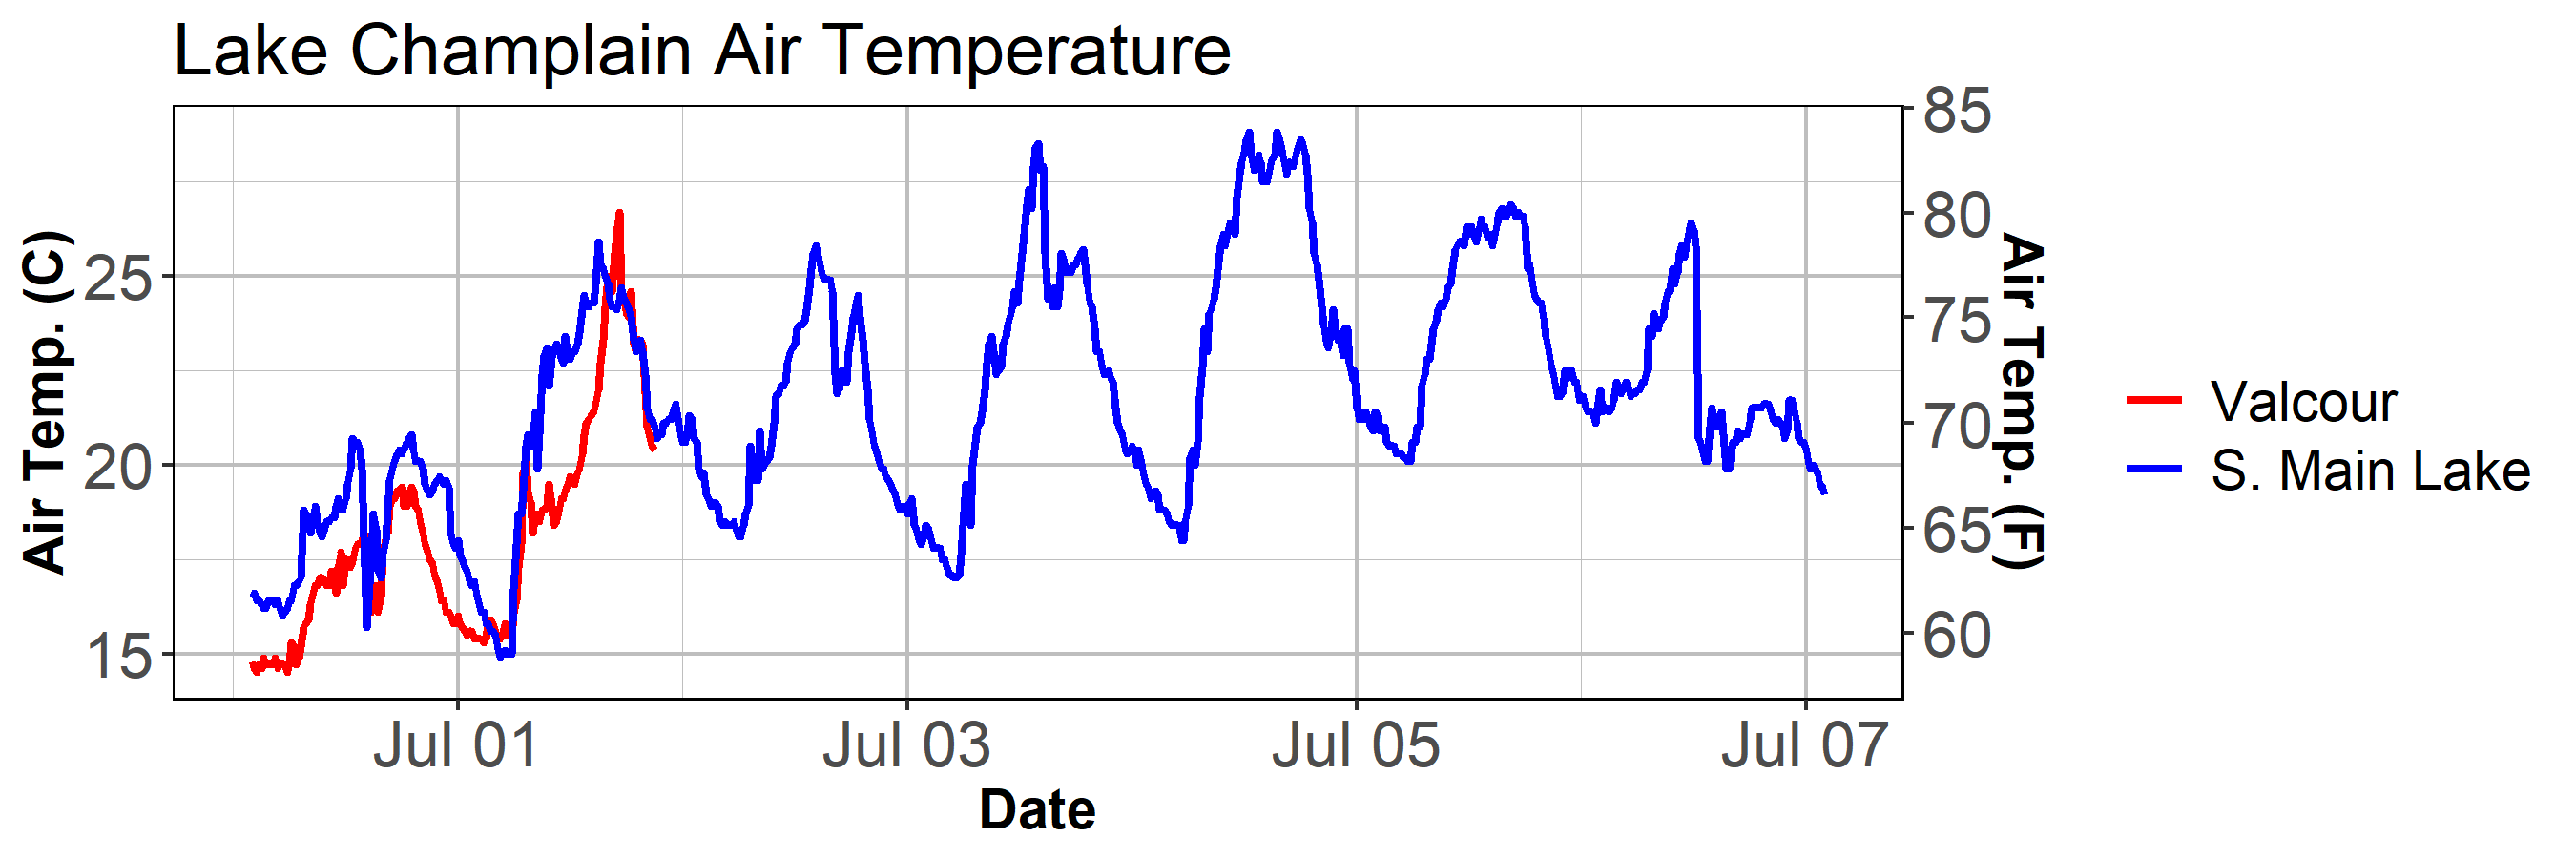 Lake Champlain Air Temperature
Air Temp. (C)
25
20
15
85
80
75
70
65
60
Air Temp. (F)
Jul 01
Jul 03
Jul 05
Jul 07
Date
Valcour
S. Main Lake